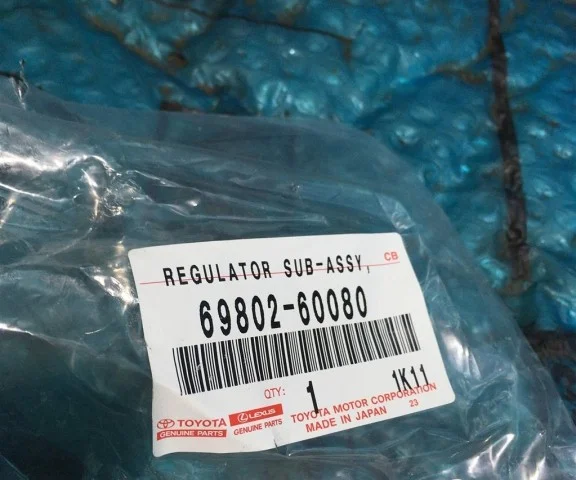 REGULATOR SUB-ASSY, CB
69802-60080
QTY: 1 1K11
TOYOTA GENUINE PARTS
LEXUS GENUINE PARTS
TOYOTA MOTOR CORPORATION
MADE IN JAPAN 23